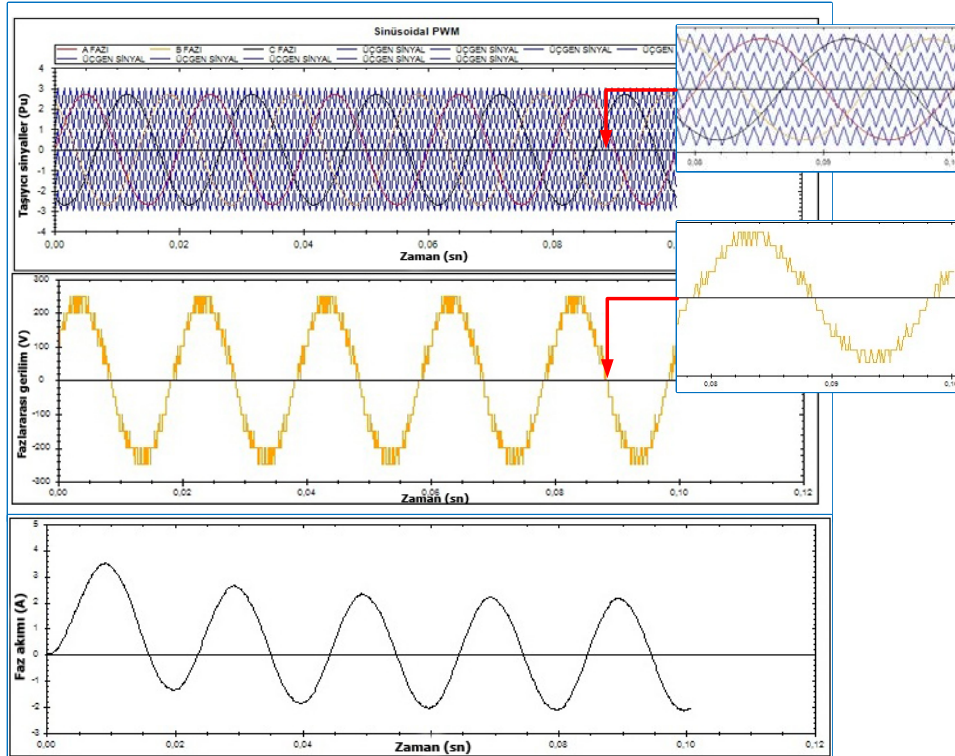 Sinüsoidal PWM
A FAZI B FAZI C FAZI ÜÇGEN SİNYAL ÜÇGEN SİNYAL ÜÇGEN SİNYAL ÜÇGEN
ÜÇGEN SİNYAL ÜÇGEN SİNYAL ÜÇGEN SİNYAL ÜÇGEN SİNYAL ÜÇGEN SİNYAL
Taşıyıcı sinyaller (Pu)
4
3
2
1
0
-1
-2
-3
-4
0,00 0,02 0,04 0,06 0,08
Zaman (sn)
0,08 0,09 0,10
Fazlararası gerilim (V)
300
200
100
0
-100
-200
-300
0,00 0,02 0,04 0,06 0,08 0,10 0,12
Zaman (sn)
0,08 0,09 0,10
Faz akımı (A)
5
4
3
2
1
0
-1
-2
-3
0,00 0,02 0,04 0,06 0,08 0,10 0,12
Zaman (sn)